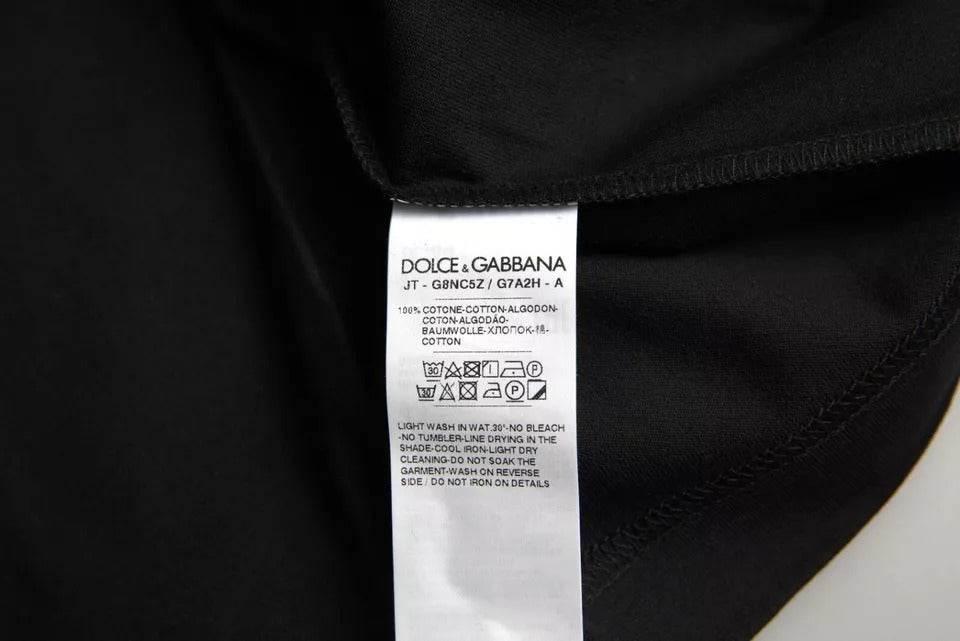 DOLCE & GABBANA
JT - G8NC5Z / G7A2H - A
100% COTONE-COTTON-ALGODON-
COTON-ALGODÃO-
BAUMWOLLE-ХЛОПОК-棉-
COTTON
30 P
30 P
LIGHT WASH IN WAT.30°-NO BLEACH
-NO TUMBLER-LINE DRYING IN THE
SHADE-COOL IRON-LIGHT DRY
CLEANING-DO NOT SOAK THE
GARMENT-WASH ON REVERSE
SIDE / DO NOT IRON ON DETAILS